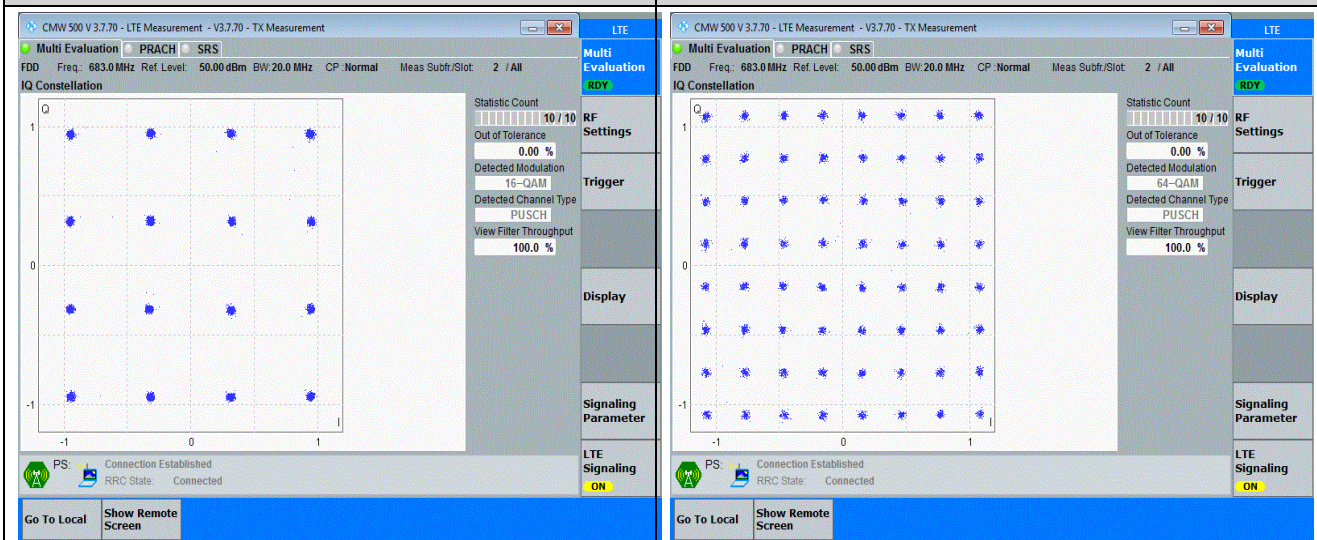 CMW 500 V 3.7.70 - LTE Measurement - V3.7.70 - TX Measurement
LTE
Multi Evaluation PRACH SRS
Multi
Evaluation
RDY
FDD Freq.: 683.0 MHz Ref. Level: 50.00 dBm BW: 20.0 MHz CP : Normal Meas Subfr./Slot: 2 / All
IQ Constellation
Q
1
0
-1
-1 0 1
I
Statistic Count
10 / 10
Out of Tolerance
0.00 %
Detected Modulation
16-QAM
Detected Channel Type
PUSCH
View Filter Throughput
100.0 %
RF
Settings
Trigger
Display
Signaling
Parameter
LTE
Signaling
ON
PS: Connection Established
RRC State: Connected
Go To Local
Show Remote
Screen
CMW 500 V 3.7.70 - LTE Measurement - V3.7.70 - TX Measurement
LTE
Multi Evaluation PRACH SRS
Multi
Evaluation
RDY
FDD Freq.: 683.0 MHz Ref. Level: 50.00 dBm BW: 20.0 MHz CP : Normal Meas Subfr./Slot: 2 / All
IQ Constellation
Q
1
0
-1
-1 0 1
I
Statistic Count
10 / 10
Out of Tolerance
0.00 %
Detected Modulation
64-QAM
Detected Channel Type
PUSCH
View Filter Throughput
100.0 %
RF
Settings
Trigger
Display
Signaling
Parameter
LTE
Signaling
ON
PS: Connection Established
RRC State: Connected
Go To Local
Show Remote
Screen